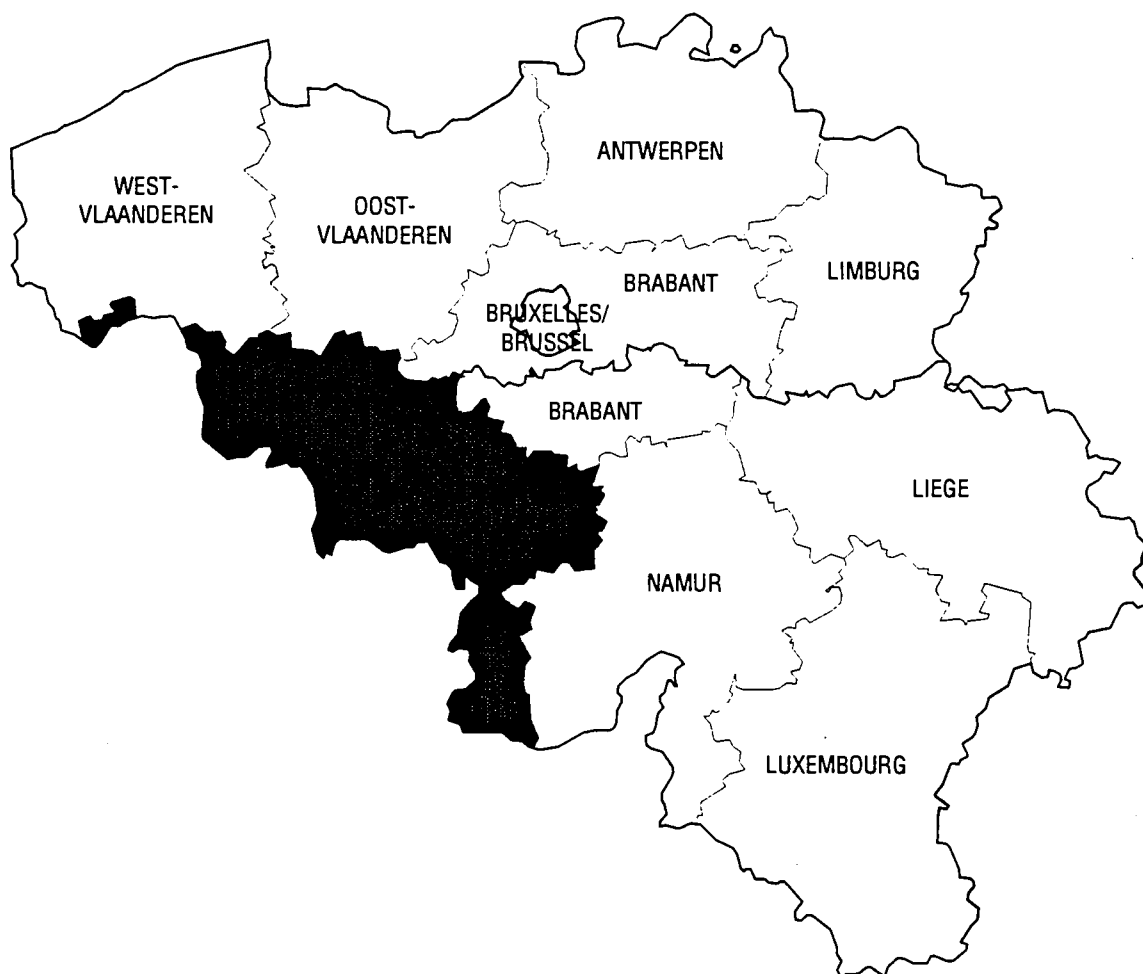 ANTWERPEN
WEST-
VLAANDEREN
OOST-
VLAANDEREN
LIMBURG
BRABANT
BRUXELLES/
BRUSSEL
BRABANT
LIEGE
NAMUR
LUXEMBOURG